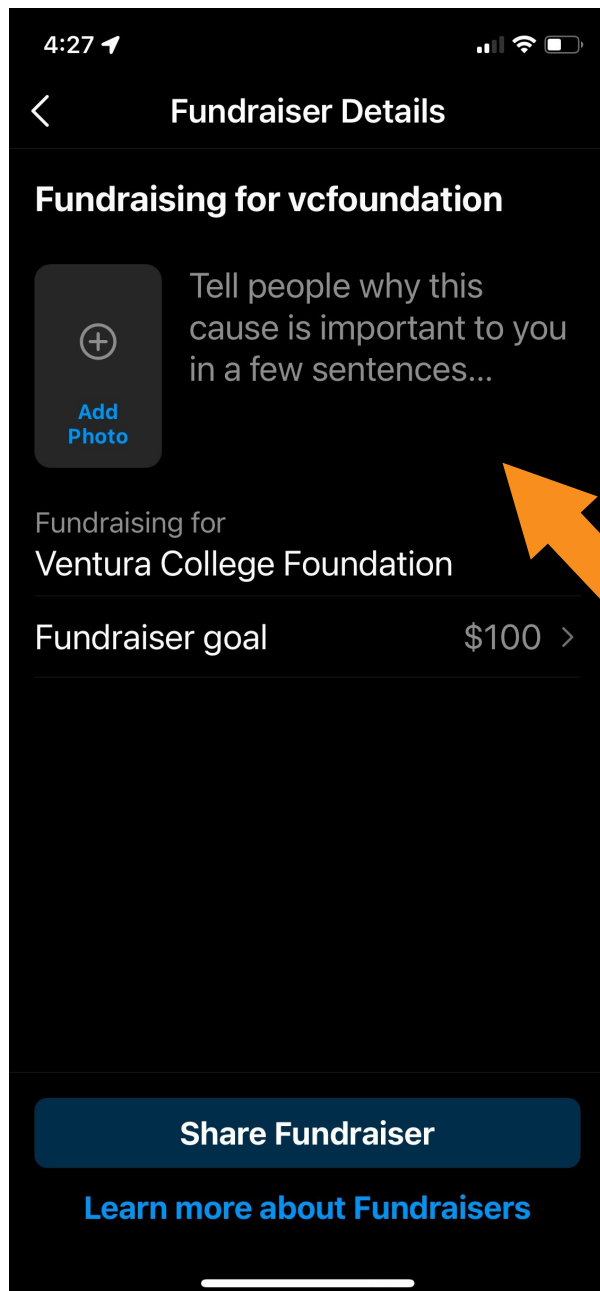 4:27
Fundraiser Details
Fundraising for vcfoundation
Tell people why this
cause is important to you
in a few sentences...
Add
Photo
Fundraising for
Ventura College Foundation
Fundraiser goal $100
Share Fundraiser
Learn more about Fundraisers